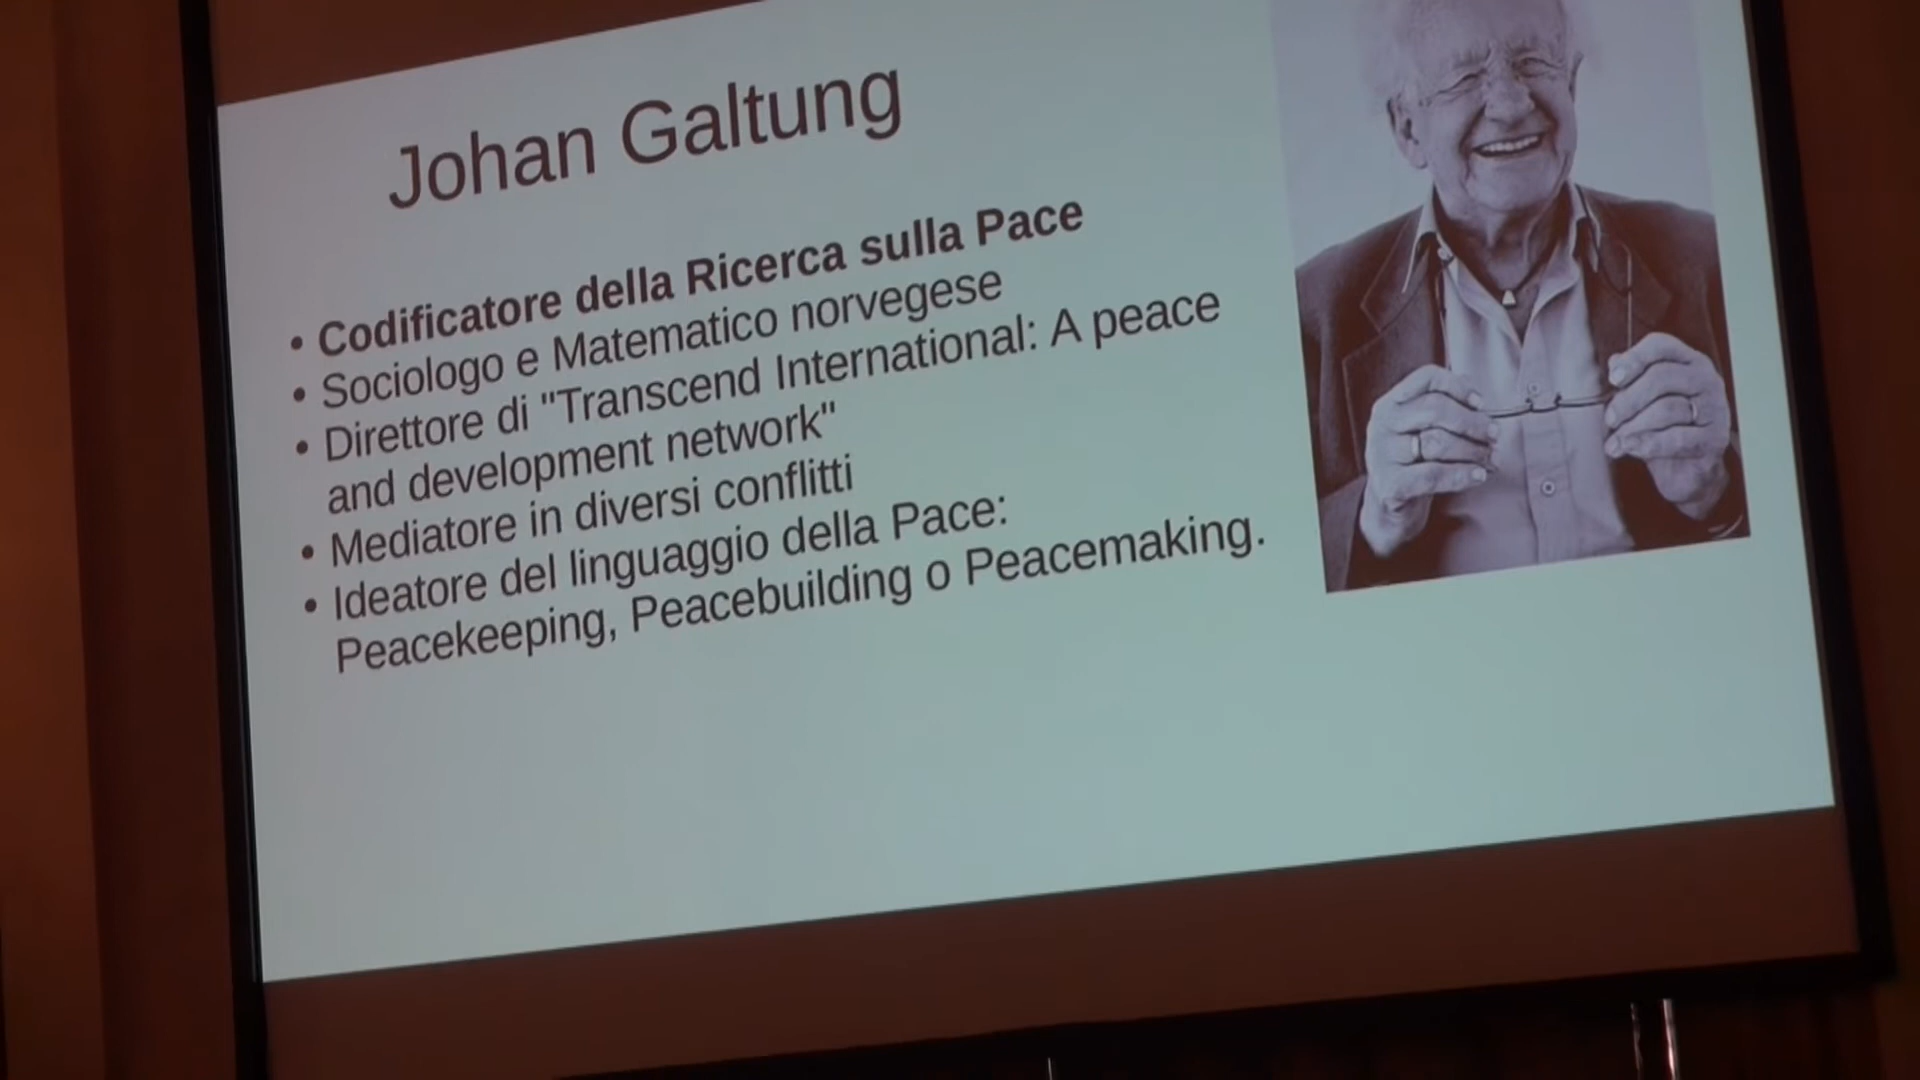 Johan Galtung
• Codificatore della Ricerca sulla Pace
• Sociologo e Matematico norvegese
• Direttore di "Transcend International: A peace
and development network"
• Mediatore in diversi conflitti
• Ideatore del linguaggio della Pace:
Peacekeeping, Peacebuilding o Peacemaking.